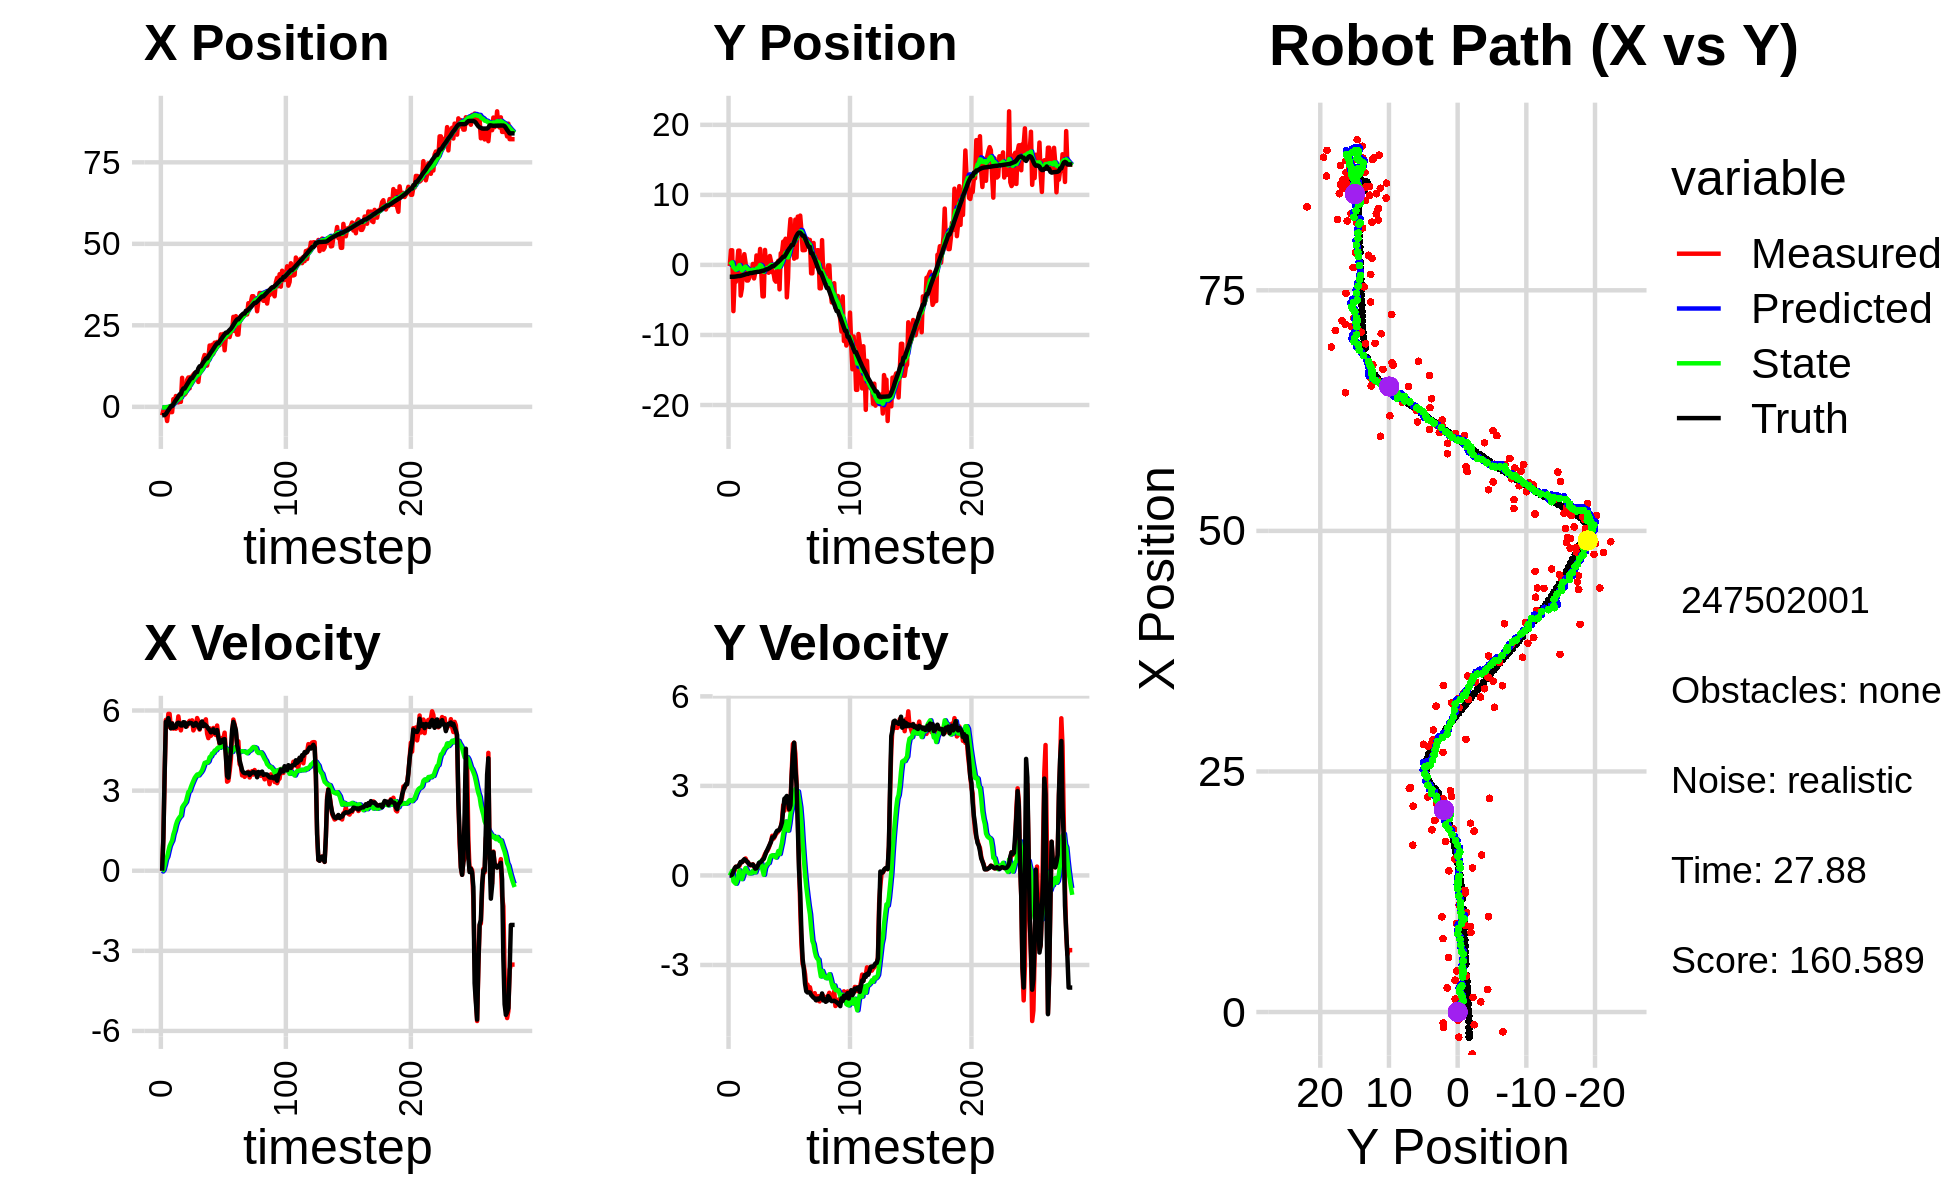 X Position
75
50
25
0
0
100
200
timestep
Y Position
20
10
0
-10
-20
0
100
200
timestep
X Velocity
6
3
0
-3
-6
0
100
200
timestep
Y Velocity
6
3
0
-3
0
100
200
timestep
Robot Path (X vs Y)
X Position
75
50
25
0
20 10 0 -10 -20
Y Position
variable
Measured
Predicted
State
Truth
247502001
Obstacles: none
Noise: realistic
Time: 27.88
Score: 160.589